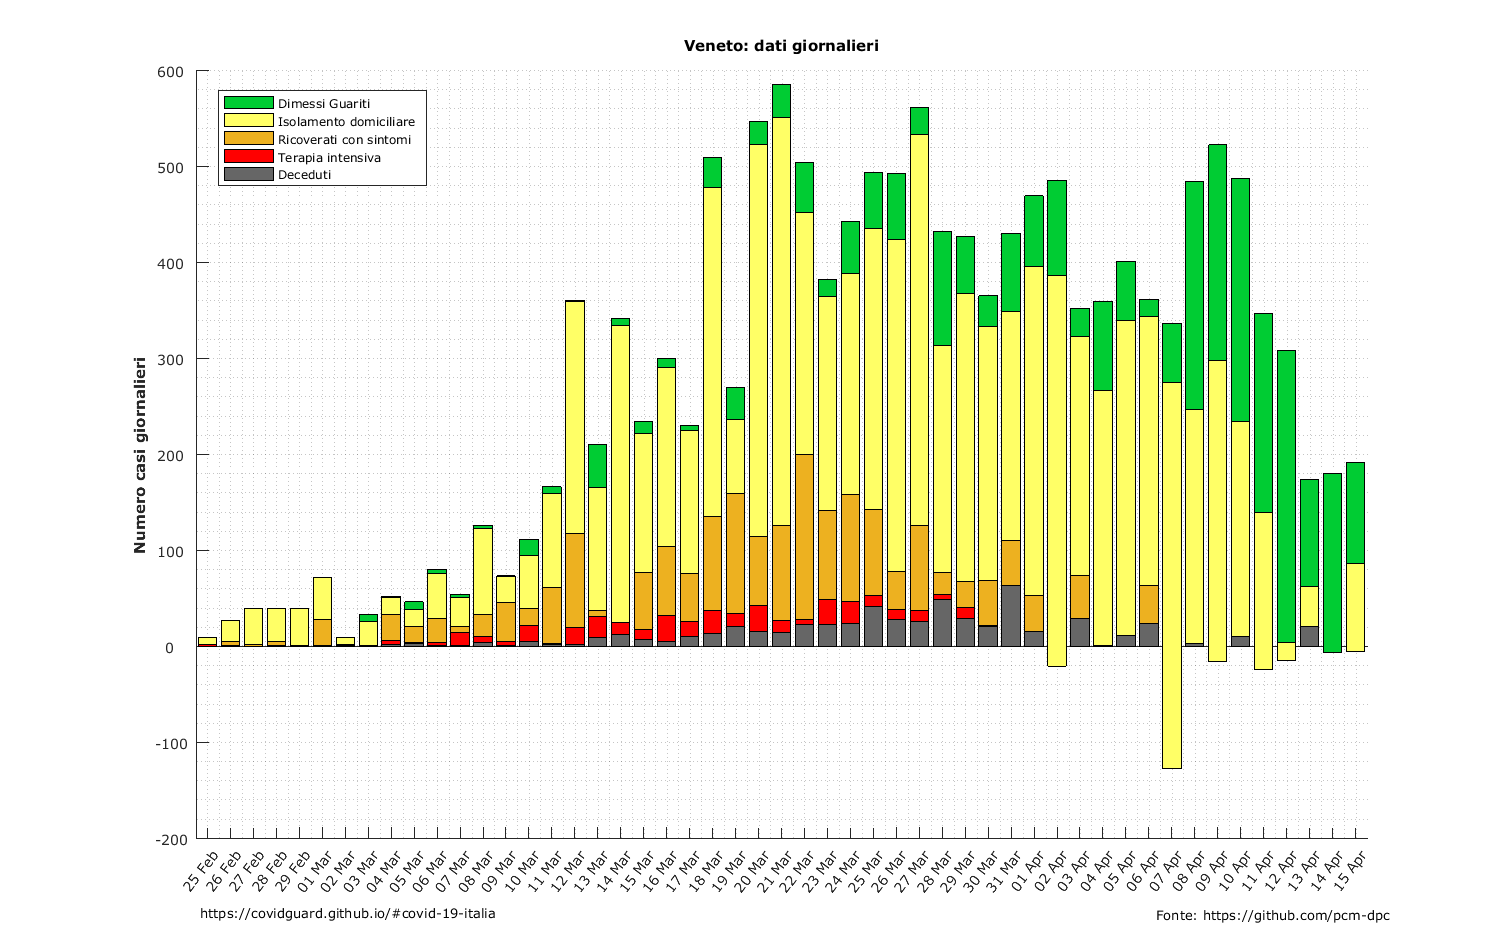 Veneto: dati giornalieri
600
500
400
300
200
100
0
-100
-200
Numero casi giornalieri
Dimessi Guariti
Isolamento domiciliare
Ricoverati con sintomi
Terapia intensiva
Deceduti
25 Feb
26 Feb
27 Feb
28 Feb
29 Feb
01 Mar
02 Mar
03 Mar
04 Mar
05 Mar
06 Mar
07 Mar
08 Mar
09 Mar
10 Mar
11 Mar
12 Mar
13 Mar
14 Mar
15 Mar
16 Mar
17 Mar
18 Mar
19 Mar
20 Mar
21 Mar
22 Mar
23 Mar
24 Mar
25 Mar
26 Mar
27 Mar
28 Mar
29 Mar
30 Mar
31 Mar
01 Apr
02 Apr
03 Apr
04 Apr
05 Apr
06 Apr
07 Apr
08 Apr
09 Apr
10 Apr
11 Apr
12 Apr
13 Apr
14 Apr
15 Apr
https://covidguard.github.io/#covid-19-italia
Fonte: https://github.com/pcm-dpc